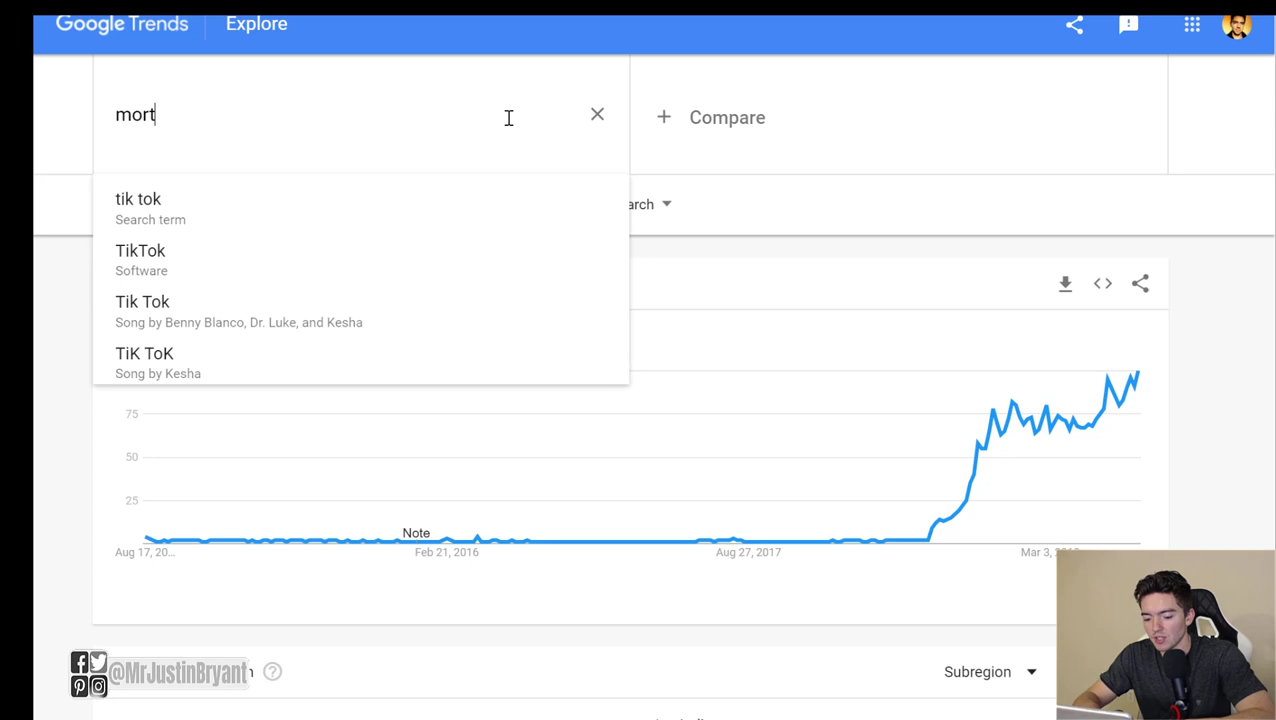 Google Trends Explore
mort
Compare
tik tok
Search term
arch
TikTok
Software
Tik Tok
Song by Benny Blanco, Dr. Luke, and Kesha
TiK ToK
Song by Kesha
75
50
25
Note
Aug 17, 20...
Feb 21, 2016
Aug 27, 2017
Mar 3,
@MrJustinBryant
Subregion